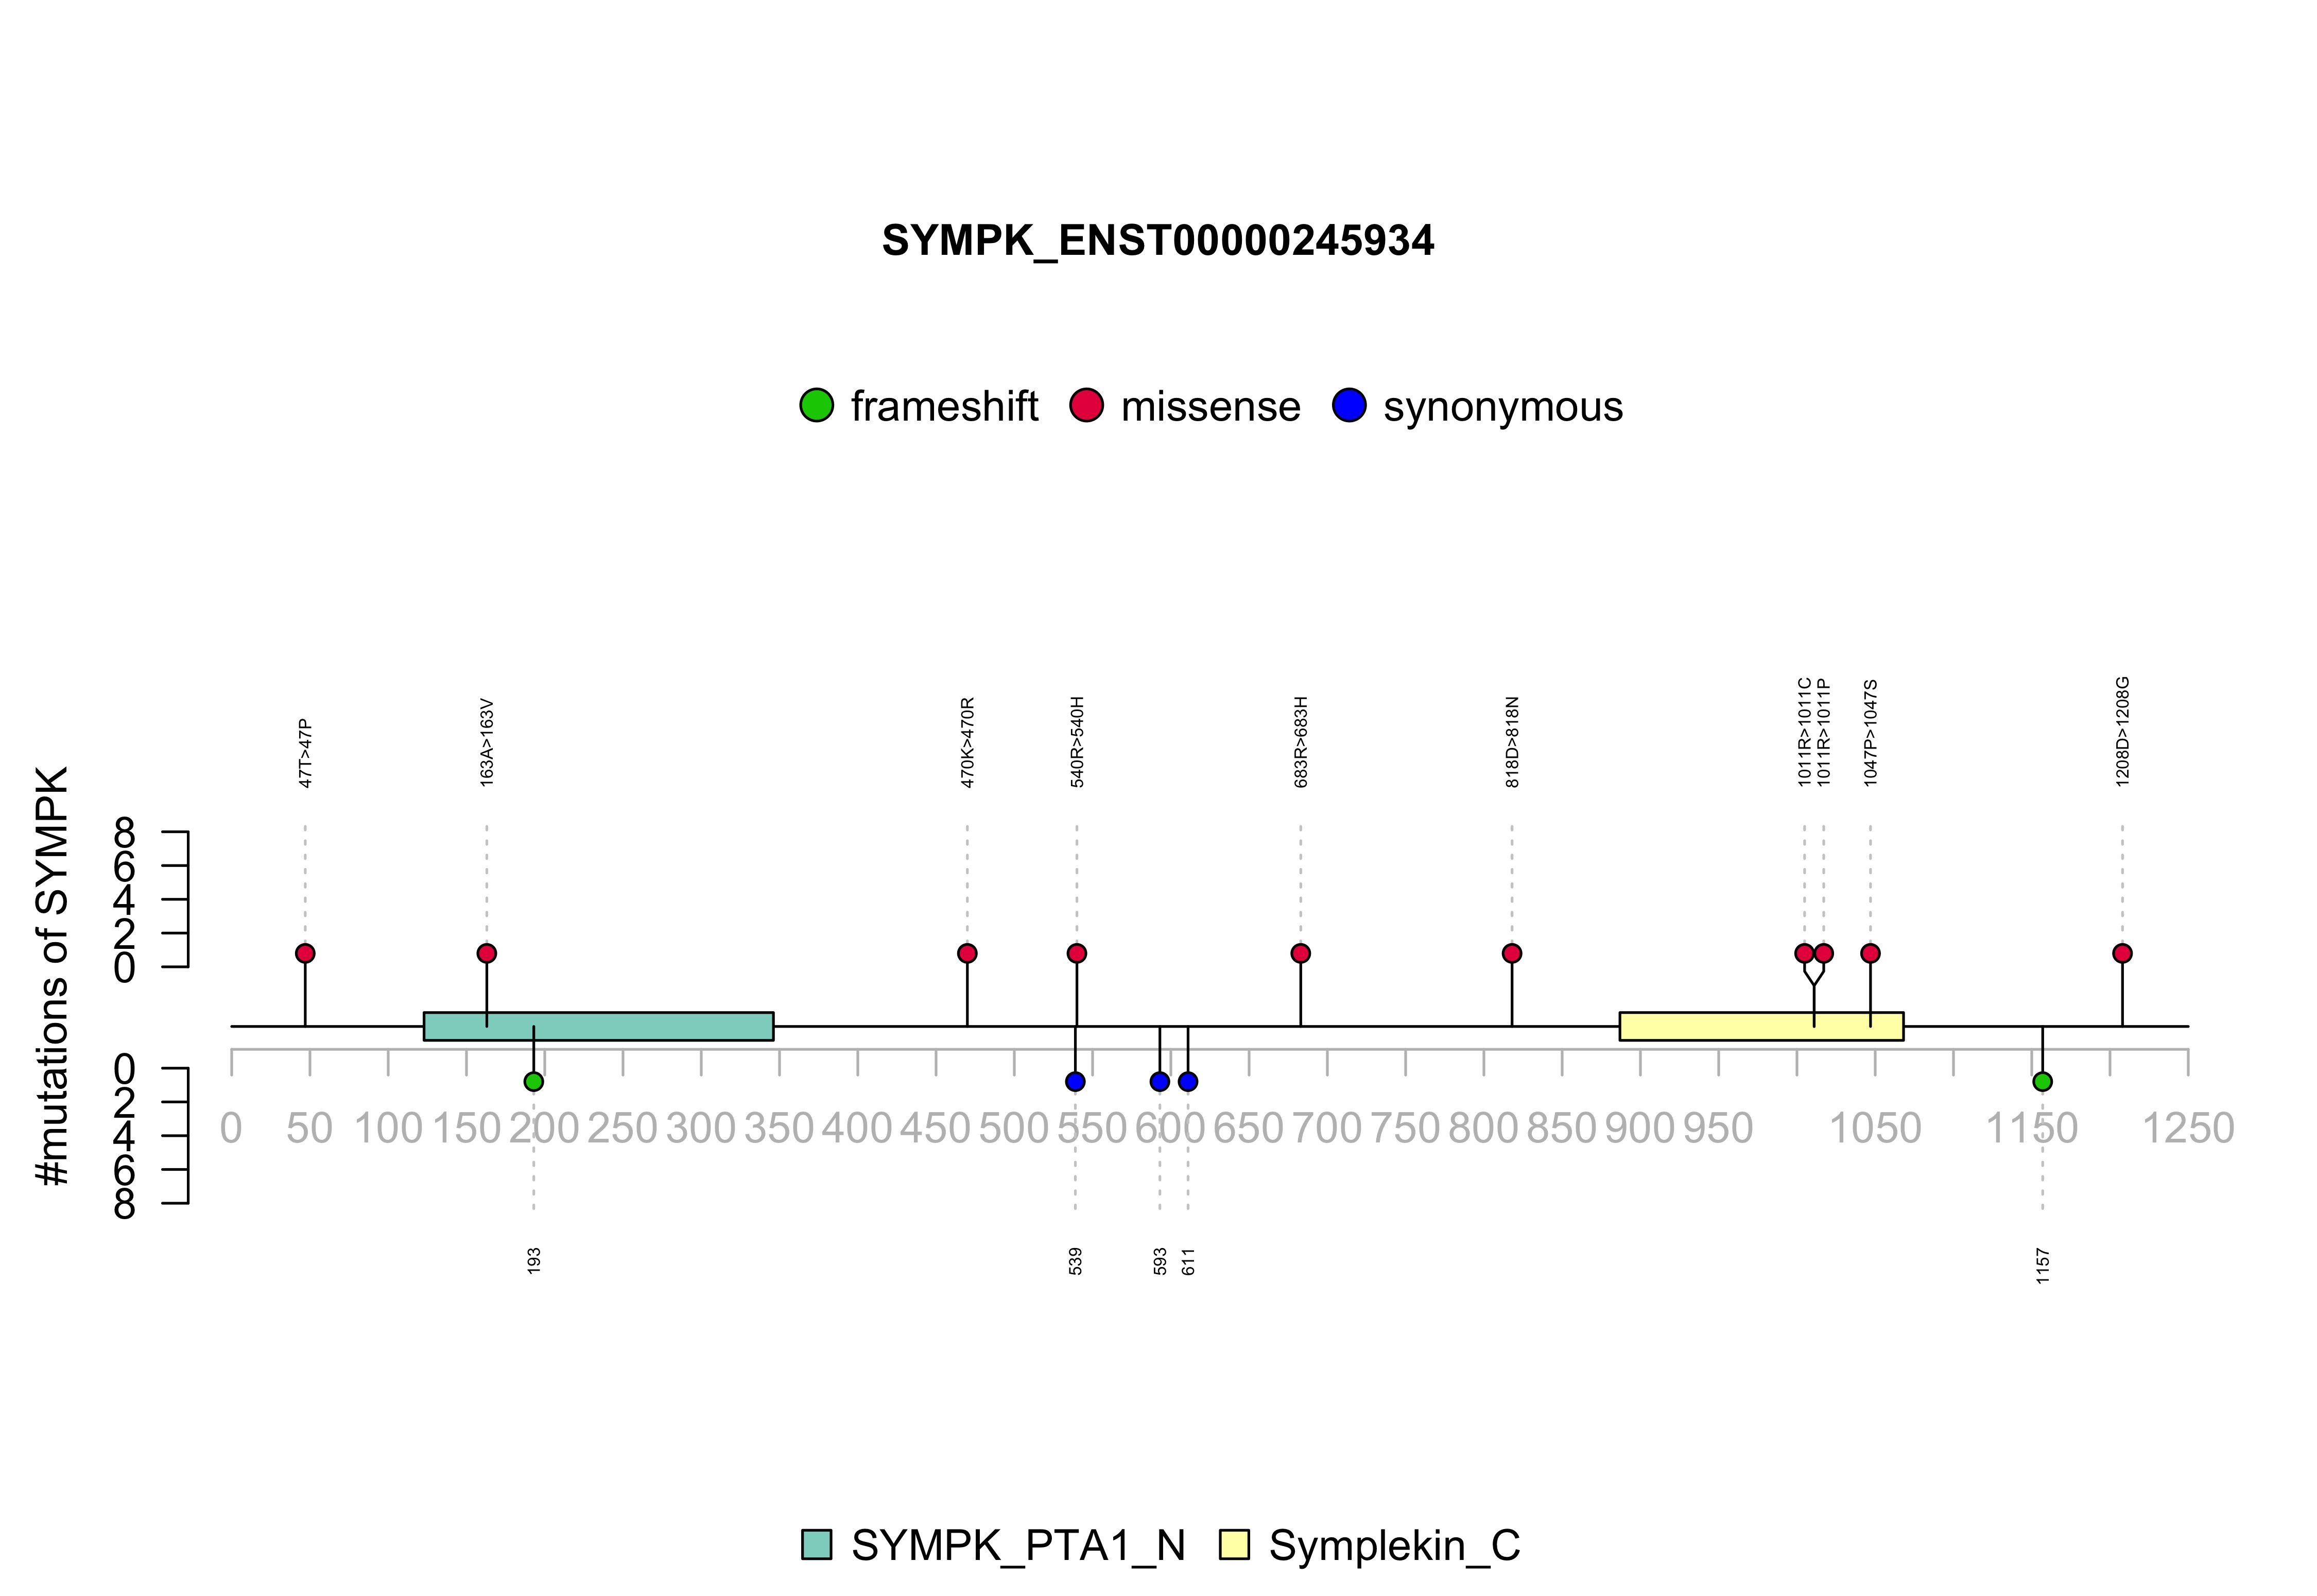 SYMPK_ENST00000245934
frameshift missense synonymous
47T>47P
163A>163V
470K>470R
540R>540H
683R>683H
818D>818N
1011R>1011C
1011R>1011P
1047P>1047S
1208D>1208G
#mutations of SYMPK
8
6
4
2
0
0
2
4
6
8
0 50 100 150 200 250 300 350 400 450 500 550 600 650 700 750 800 850 900 950 1050 1150 1250
193
539
593
611
1157
SYMPK_PTA1_N Symplekin_C